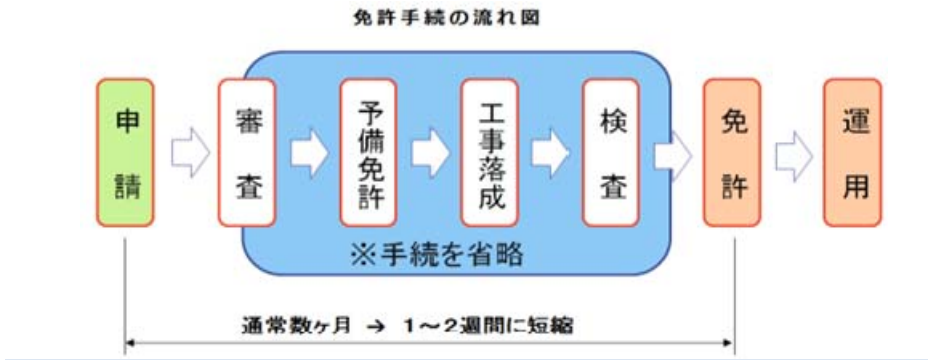 免許手続の流れ図
申請
審査
予備免許
工事落成
検査
免許
運用
※手続を省略
通常数ヶ月 → 1～2週間に短縮